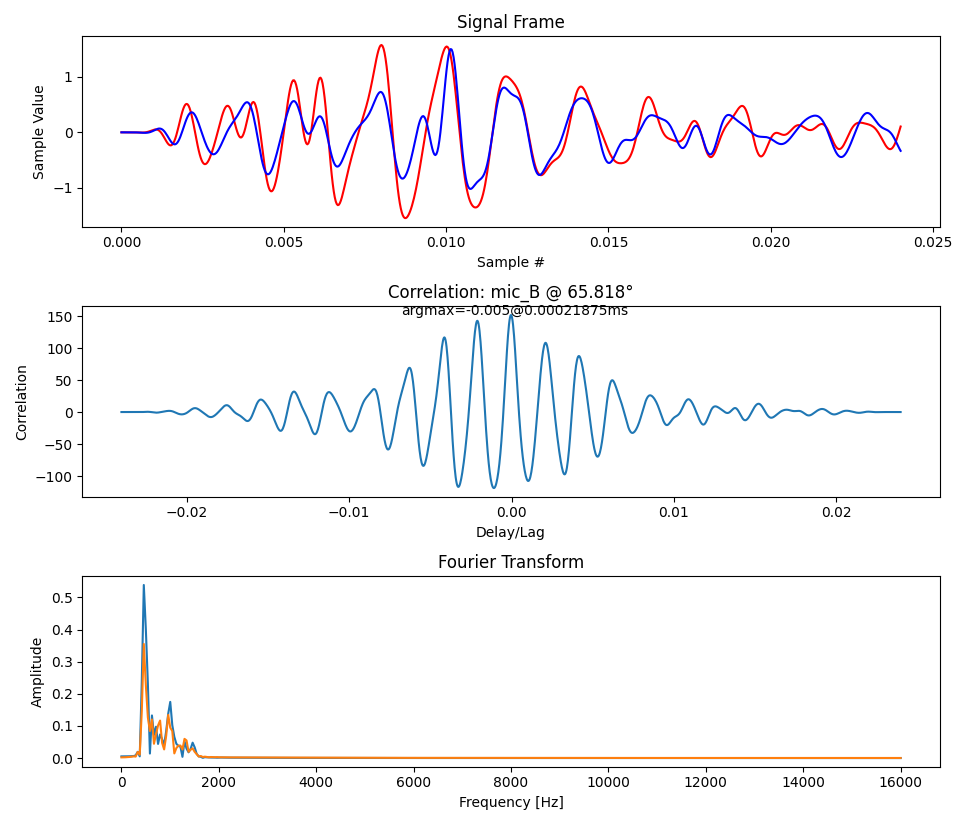 Signal Frame
Sample Value
1
0
−1
0.000 0.005 0.010 0.015 0.020 0.025
Sample #
Correlation: mic_B @ 65.818°
argmax=-0.005@0.00021875ms
Correlation
150
100
50
0
−50
−100
−0.02 −0.01 0.00 0.01 0.02
Delay/Lag
Fourier Transform
Amplitude
0.5
0.4
0.3
0.2
0.1
0.0
0 2000 4000 6000 8000 10000 12000 14000 16000
Frequency [Hz]